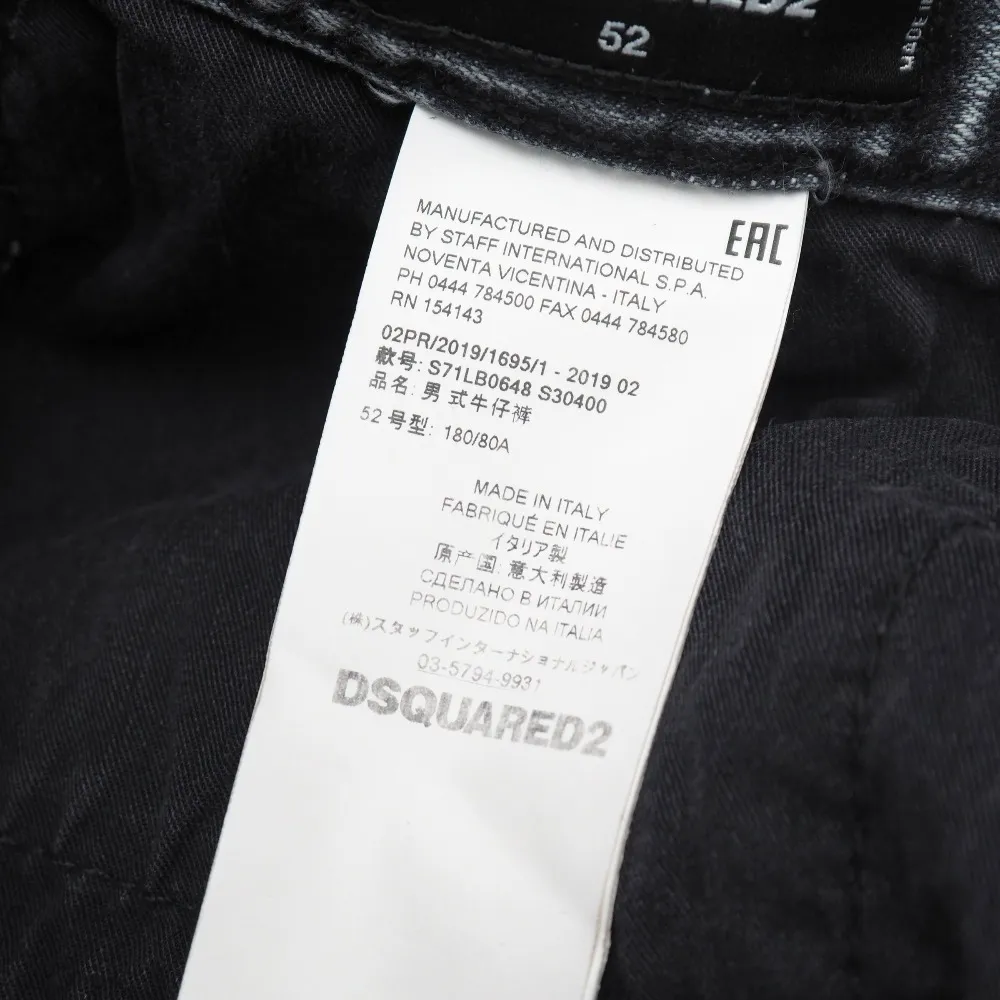 52
MADE IN
MANUFACTURED AND DISTRIBUTED
BY STAFF INTERNATIONAL S.P.A.
NOVENTA VICENTINA - ITALY
PH 0444 784500 FAX 0444 784580
RN 154143
EAC
02PR/2019/1695/1 - 2019 02
款号: S71LB0648 S30400
品名: 男式牛仔裤
52 号型: 180/80A
MADE IN ITALY
FABRIQUÉ EN ITALIE
イタリア製
原产国: 意大利製造
СДЕЛАНО В ИТАЛИИ
PRODUZIDO NA ITALIA
(株)スタッフインターナショナルジャパン
03-5794-9931
DSQUARED2